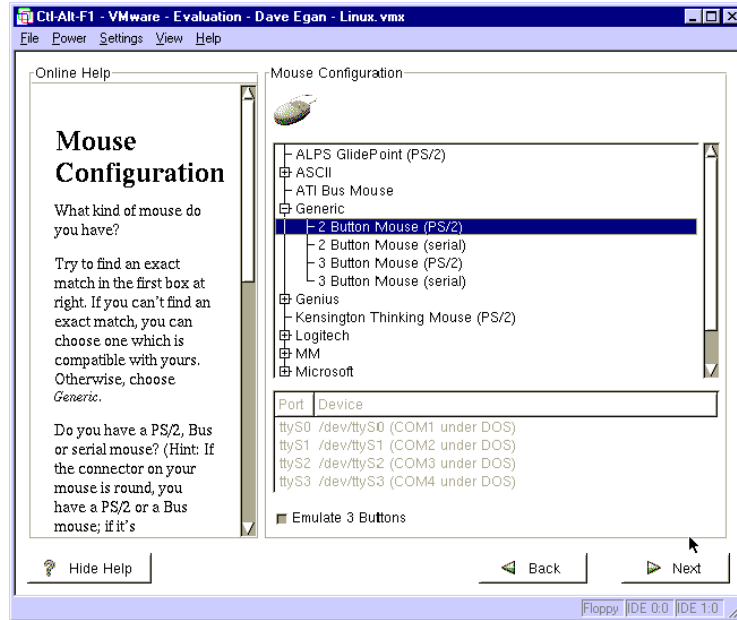 Ctl-Alt-F1 - VMware - Evaluation - Dave Egan - Linux.vmx
File Power Settings View Help
Online Help
Mouse
Configuration
What kind of mouse do
you have?
Try to find an exact
match in the first box at
right. If you can't find an
exact match, you can
choose one which is
compatible with yours.
Otherwise, choose
Generic.
Do you have a PS/2, Bus
or serial mouse? (Hint: If
the connector on your
mouse is round, you
have a PS/2 or a Bus
mouse; if it's
Mouse Configuration
ALPS GlidePoint (PS/2)
ASCII
ATI Bus Mouse
Generic
2 Button Mouse (PS/2)
2 Button Mouse (serial)
3 Button Mouse (PS/2)
3 Button Mouse (serial)
Genius
Kensington Thinking Mouse (PS/2)
Logitech
MM
Microsoft
Port Device
ttyS0 /dev/ttyS0 (COM1 under DOS)
ttyS1 /dev/ttyS1 (COM2 under DOS)
ttyS2 /dev/ttyS2 (COM3 under DOS)
ttyS3 /dev/ttyS3 (COM4 under DOS)
Emulate 3 Buttons
Hide Help
Back
Next
Floppy IDE 0:0 IDE 1:0